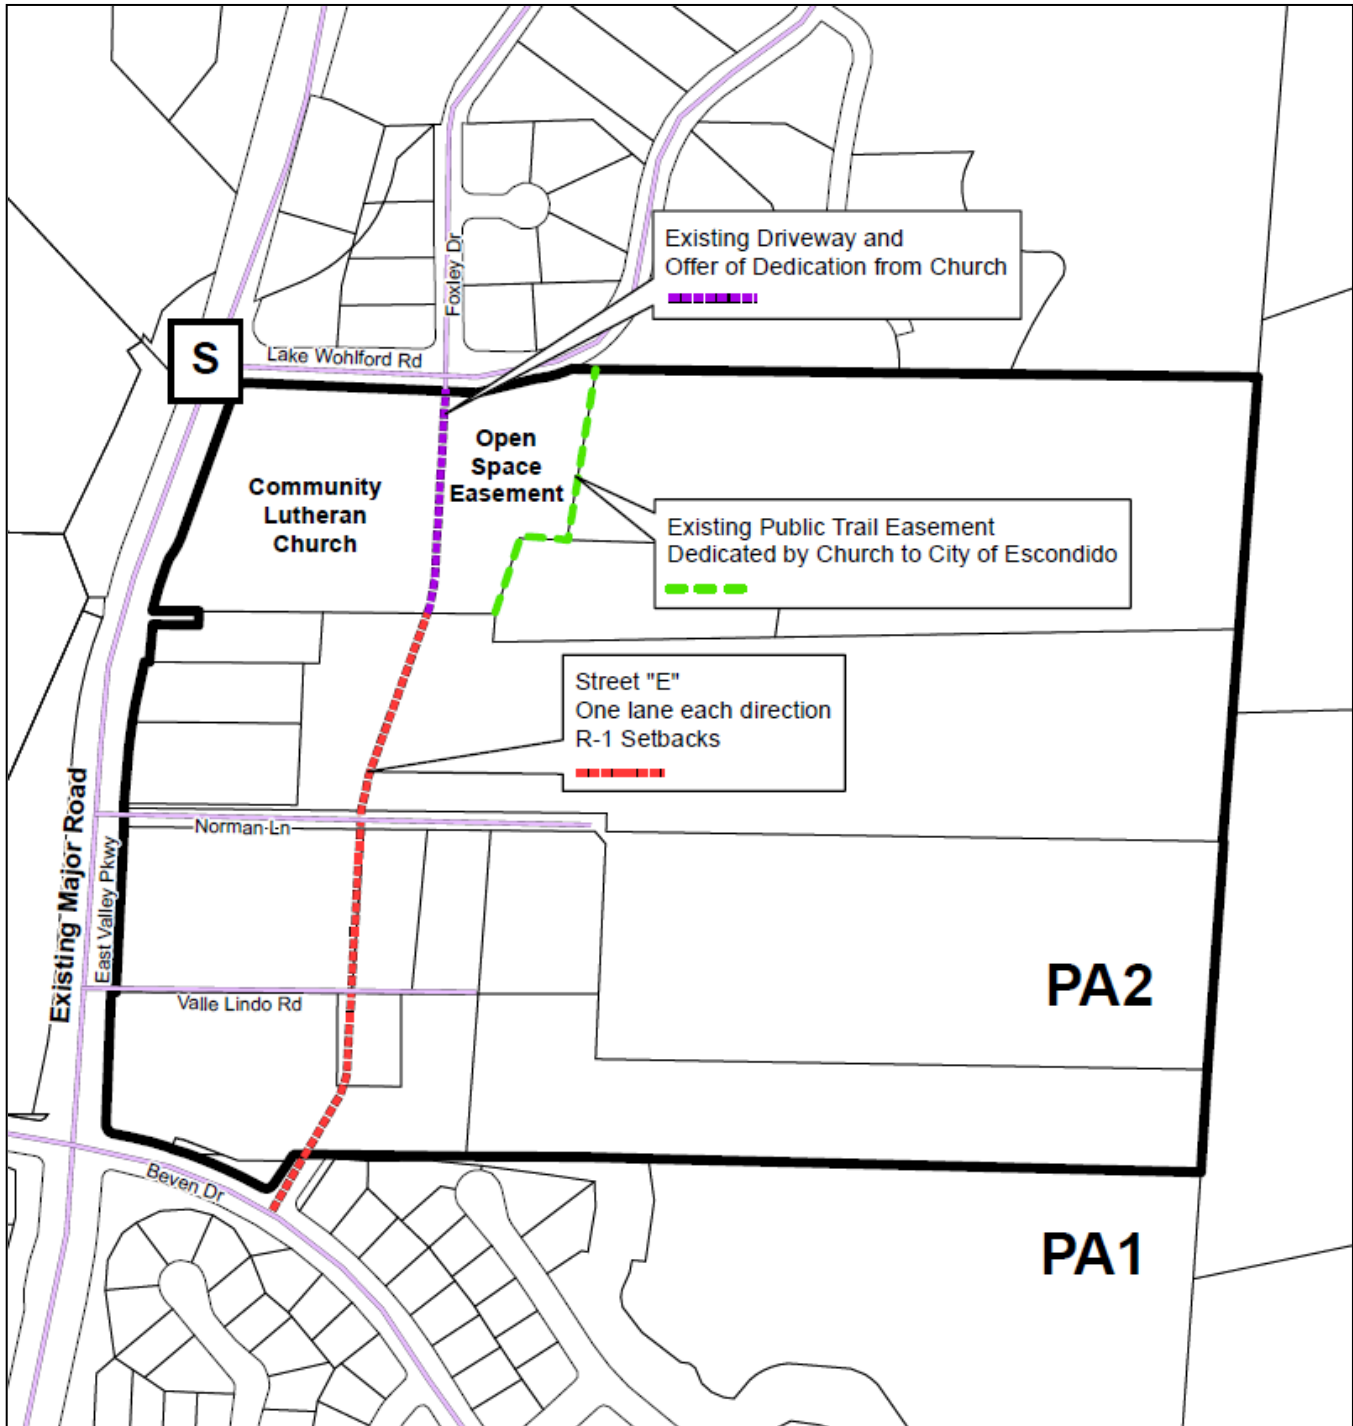 Foxley Dr
Existing Driveway and
Offer of Dedication from Church
S
Lake Wohlford Rd
Open
Space
Easement
Community
Lutheran
Church
Existing Public Trail Easement
Dedicated by Church to City of Escondido
Street "E"
One lane each direction
R-1 Setbacks
Existing Major Road
East Valley Pkwy
Norman Ln
Valle Lindo Rd
PA2
Beven Dr
PA1